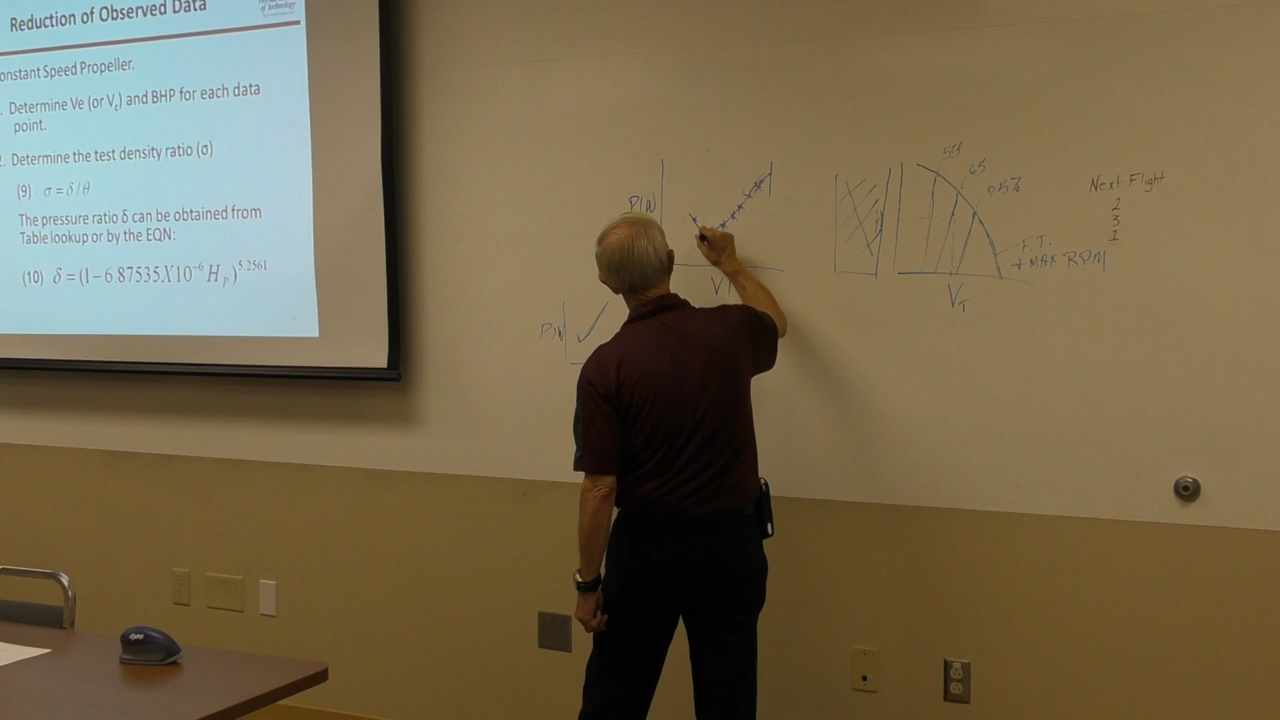 Reduction of Observed Data
of Technology
onstant Speed Propeller.
. Determine Ve (or Vc) and BHP for each data
point.
2. Determine the test density ratio (σ)
(9) σ = δ / θ
The pressure ratio δ can be obtained from
Table lookup or by the EQN:
(10) δ = (1 − 6.87535X10⁻⁶ H_p)^5.2561
PIW
V
PIW
55
65
75%
F.T.
+ MAX RPM
V_T
Next Flight
2
3
1